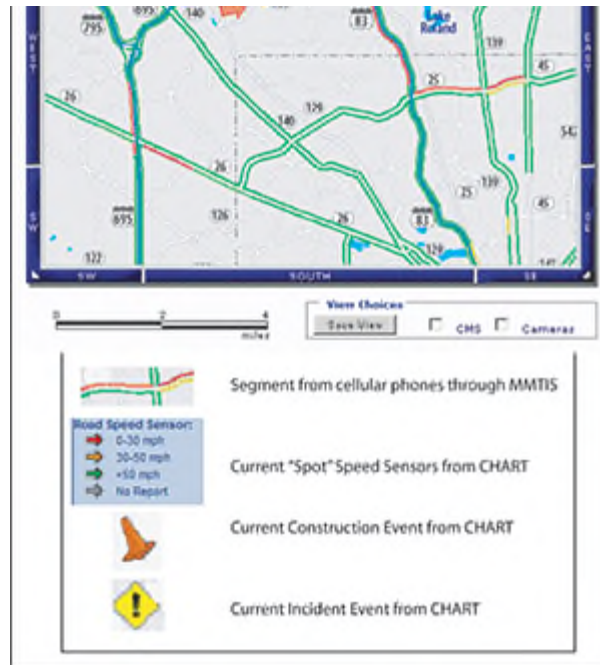 795
695
140
83
Lake
Roland
139
WEST
EAST
25
45
26
129
140
542
26
139
25
45
695
126
26
83
129
122
SW
SE
SW
SOUTH
SE
0 2 4
miles
View Choices
Save View
CMS
Cameras
Segment from cellular phones through MMTIS
Road Speed Sensor:
0-30 mph
30-50 mph
+50 mph
No Report
Current "Spot" Speed Sensors from CHART
Current Construction Event from CHART
!
Current Incident Event from CHART